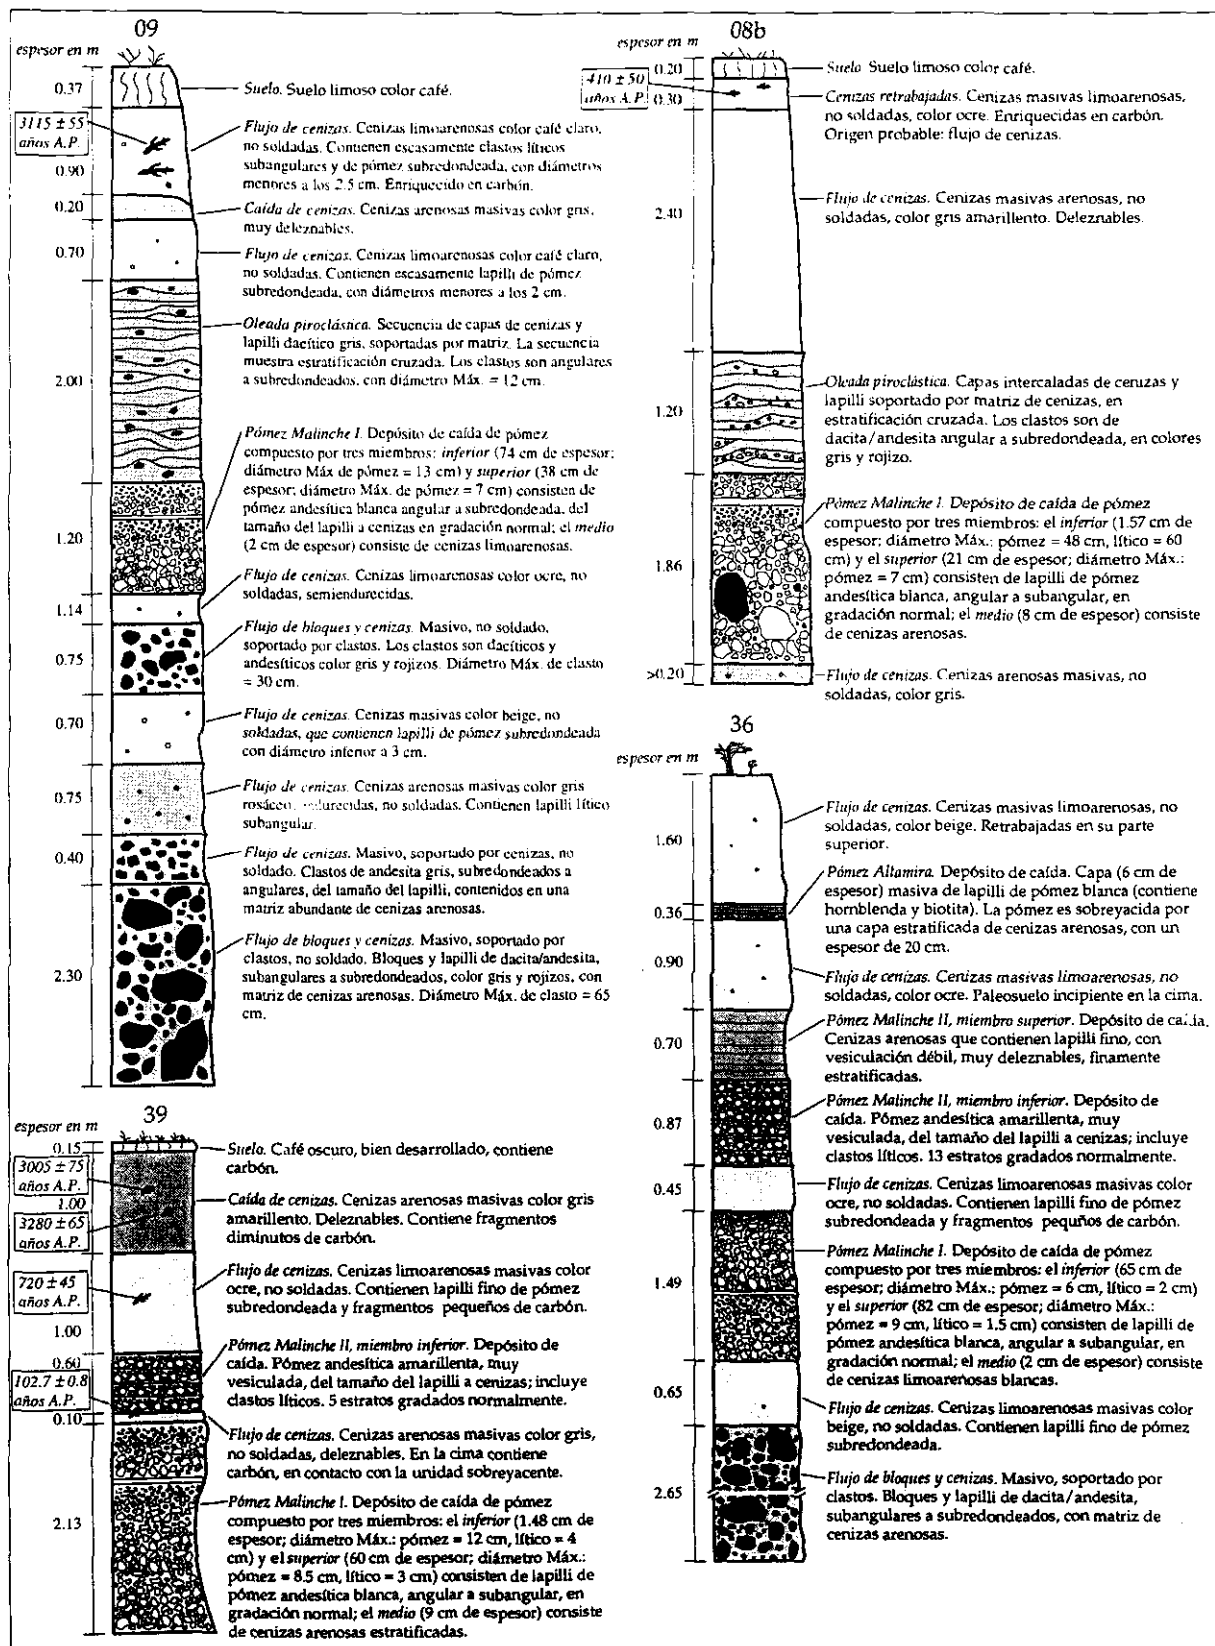 09
espesor en m
0.37
Suelo. Suelo limoso color café.
3115 ± 55
años A.P.
0.90
Flujo de cenizas. Cenizas limoarenosas color café claro,
no soldadas. Contienen escasamente clastos líticos
subangulares y de pómez subredondeada, con diámetros
menores a los 2.5 cm. Enriquecido en carbón.
0.20
Caída de cenizas. Cenizas arenosas masivas color gris,
muy deleznables.
0.70
Flujo de cenizas. Cenizas limoarenosas color café claro,
no soldadas. Contienen escasamente lapilli de pómez
subredondeada, con diámetros menores a los 2 cm.
2.00
Oleada piroclástica. Secuencia de capas de cenizas y
lapilli dacítico gris, soportadas por matriz. La secuencia
muestra estratificación cruzada. Los clastos son angulares
a subredondeados, con diámetro Máx. = 12 cm.
1.20
Pómez Malinche I. Depósito de caída de pómez
compuesto por tres miembros: inferior (74 cm de espesor;
diámetro Máx de pómez = 13 cm) y superior (38 cm de
espesor; diámetro Máx. de pómez = 7 cm) consisten de
pómez andesítica blanca angular a subredondeada, del
tamaño del lapilli a cenizas en gradación normal; el medio
(2 cm de espesor) consiste de cenizas limoarenosas.
1.14
Flujo de cenizas. Cenizas limoarenosas color ocre, no
soldadas, semiendurecidas.
0.75
Flujo de bloques y cenizas. Masivo, no soldado,
soportado por clastos. Los clastos son dacíticos y
andesíticos color gris y rojizos. Diámetro Máx. de clasto
= 30 cm.
0.70
Flujo de cenizas. Cenizas masivas color beige, no
soldadas, que contienen lapilli de pómez subredondeada
con diámetro inferior a 3 cm.
0.75
Flujo de cenizas. Cenizas arenosas masivas color gris
rosáceo, no soldadas. Contienen lapilli lítico
subangular.
0.40
Flujo de cenizas. Masivo, soportado por cenizas, no
soldado. Clastos de andesita gris, subredondeados a
angulares, del tamaño del lapilli, contenidos en una
matriz abundante de cenizas arenosas.
2.30
Flujo de bloques y cenizas. Masivo, soportado por
clastos, no soldado. Bloques y lapilli de dacita/andesita,
subangulares a subredondeados, color gris y rojizos, con
matriz de cenizas arenosas. Diámetro Máx. de clasto = 65
cm.
39
espesor en m
0.15
Suelo. Café oscuro, bien desarrollado, contiene
carbón.
3005 ± 75
años A.P.
1.00
3280 ± 65
años A.P.
Caída de cenizas. Cenizas arenosas masivas color gris
amarillento. Deleznables. Contiene fragmentos
diminutos de carbón.
720 ± 45
años A.P.
1.00
Flujo de cenizas. Cenizas limoarenosas masivas color
ocre, no soldadas. Contienen lapilli fino de pómez
subredondeada y fragmentos pequeños de carbón.
0.60
Pómez Malinche II, miembro inferior. Depósito de
caída. Pómez andesítica amarillenta, muy
vesiculada, del tamaño del lapilli a cenizas; incluye
clastos líticos. 5 estratos gradados normalmente.
102.7 ± 0.8
años A.P.
0.10
Flujo de cenizas. Cenizas arenosas masivas color gris,
no soldadas, deleznables. En la cima contiene
carbón, en contacto con la unidad sobreyacente.
2.13
Pómez Malinche I. Depósito de caída de pómez
compuesto por tres miembros: el inferior (1.48 cm de
espesor; diámetro Máx.: pómez = 12 cm, lítico = 4
cm) y el superior (60 cm de espesor; diámetro Máx.:
pómez = 8.5 cm, lítico = 3 cm) consisten de lapilli de
pómez andesítica blanca, angular a subangular, en
gradación normal; el medio (9 cm de espesor) consiste
de cenizas arenosas estratificadas.
08b
espesor en m
0.20
Suelo Suelo limoso color café.
410 ± 50
años A.P.
0.30
Cenizas retrabajadas. Cenizas masivas limoarenosas,
no soldadas, color ocre. Enriquecidas en carbón.
Origen probable: flujo de cenizas.
2.40
Flujo de cenizas. Cenizas masivas arenosas, no
soldadas, color gris amarillento. Deleznables.
1.20
Oleada piroclástica. Capas intercaladas de cenizas y
lapilli soportado por matriz de cenizas, en
estratificación cruzada. Los clastos son de
dacita/andesita angular a subredondeada, en colores
gris y rojizo.
1.86
Pómez Malinche I. Depósito de caída de pómez
compuesto por tres miembros: el inferior (1.57 cm de
espesor; diámetro Máx.: pómez = 48 cm, lítico = 60
cm) y el superior (21 cm de espesor; diámetro Máx.:
pómez = 7 cm) consisten de lapilli de pómez
andesítica blanca, angular a subangular, en
gradación normal; el medio (8 cm de espesor) consiste
de cenizas arenosas.
>0.20
Flujo de cenizas. Cenizas arenosas masivas, no
soldadas, color gris.
36
espesor en m
1.60
Flujo de cenizas. Cenizas masivas limoarenosas, no
soldadas, color beige. Retrabajadas en su parte
superior.
0.36
Pómez Altamira. Depósito de caída. Capa (6 cm de
espesor) masiva de lapilli de pómez blanca (contiene
hornblenda y biotita). La pómez es sobreyacida por
una capa estratificada de cenizas arenosas, con un
espesor de 20 cm.
0.90
Flujo de cenizas. Cenizas masivas limoarenosas, no
soldadas, color ocre. Paleosuelo incipiente en la cima.
0.70
Pómez Malinche II, miembro superior. Depósito de caída.
Cenizas arenosas que contienen lapilli fino, con
vesiculación débil, muy deleznables, finamente
estratificadas.
0.87
Pómez Malinche II, miembro inferior. Depósito de
caída. Pómez andesítica amarillenta, muy
vesiculada, del tamaño del lapilli a cenizas; incluye
clastos líticos. 13 estratos gradados normalmente.
0.45
Flujo de cenizas. Cenizas limoarenosas masivas color
ocre, no soldadas. Contienen lapilli fino de pómez
subredondeada y fragmentos pequños de carbón.
1.49
Pómez Malinche I. Depósito de caída de pómez
compuesto por tres miembros: el inferior (65 cm de
espesor; diámetro Máx.: pómez = 6 cm, lítico = 2 cm)
y el superior (82 cm de espesor; diámetro Máx.:
pómez = 9 cm, lítico = 1.5 cm) consisten de lapilli de
pómez andesítica blanca, angular a subangular, en
gradación normal; el medio (2 cm de espesor) consiste
de cenizas limoarenosas blancas.
0.65
Flujo de cenizas. Cenizas limoarenosas masivas color
beige, no soldadas. Contienen lapilli fino de pómez
subredondeada.
2.65
Flujo de bloques y cenizas. Masivo, soportado por
clastos. Bloques y lapilli de dacita/andesita,
subangulares a subredondeados, con matriz de
cenizas arenosas.